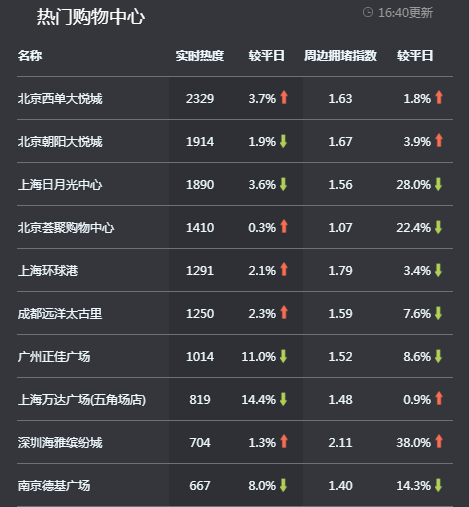 热门购物中心 16:40更新
名称 实时热度 较平日 周边拥堵指数 较平日
北京西单大悦城 2329 3.7% 1.63 1.8%
北京朝阳大悦城 1914 1.9% 1.67 3.9%
上海日月光中心 1890 3.6% 1.56 28.0%
北京荟聚购物中心 1410 0.3% 1.07 22.4%
上海环球港 1291 2.1% 1.79 3.4%
成都远洋太古里 1250 2.3% 1.59 7.6%
广州正佳广场 1014 11.0% 1.52 8.6%
上海万达广场(五角场店) 819 14.4% 1.48 0.9%
深圳海雅缤纷城 704 1.3% 2.11 38.0%
南京德基广场 667 8.0% 1.40 14.3%